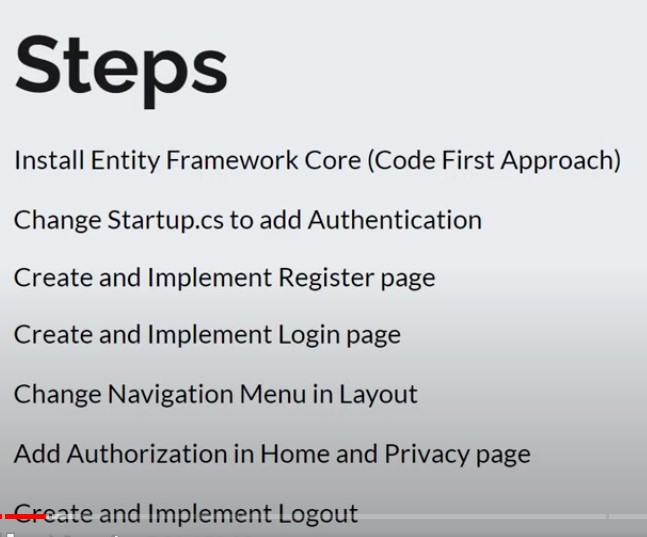 Steps
Install Entity Framework Core (Code First Approach)
Change Startup.cs to add Authentication
Create and Implement Register page
Create and Implement Login page
Change Navigation Menu in Layout
Add Authorization in Home and Privacy page
Create and Implement Logout